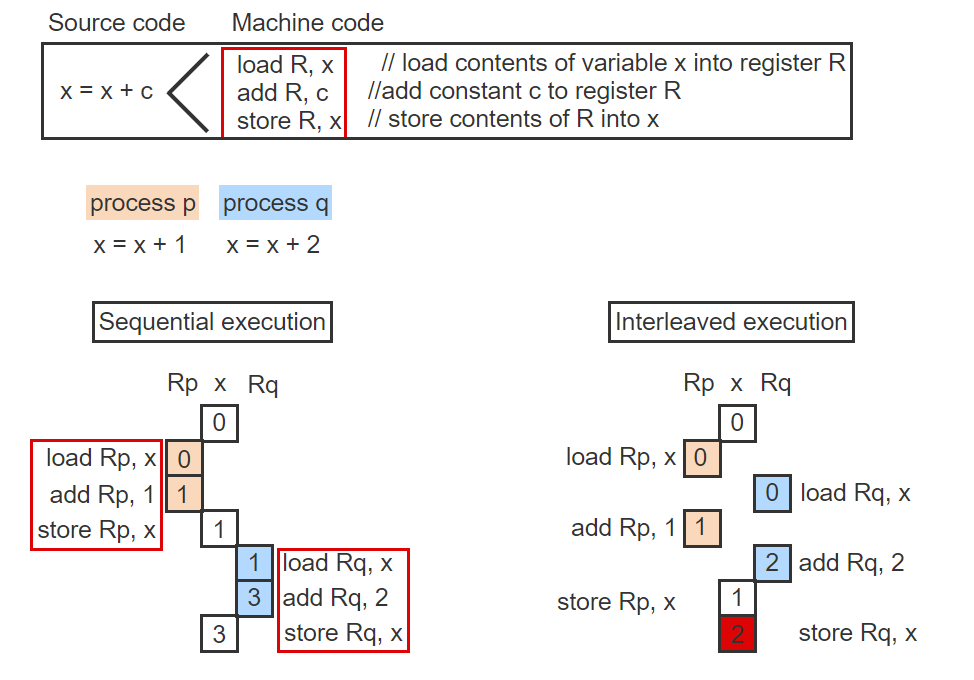 Source code Machine code
load R, x // load contents of variable x into register R
x = x + c add R, c //add constant c to register R
store R, x // store contents of R into x
process p process q
x = x + 1 x = x + 2
Sequential execution
Rp x Rq
0
load Rp, x 0
add Rp, 1 1
store Rp, x 1
1 load Rq, x
3 add Rq, 2
3 store Rq, x
Interleaved execution
Rp x Rq
0
load Rp, x 0
0 load Rq, x
add Rp, 1 1
2 add Rq, 2
store Rp, x 1
2 store Rq, x